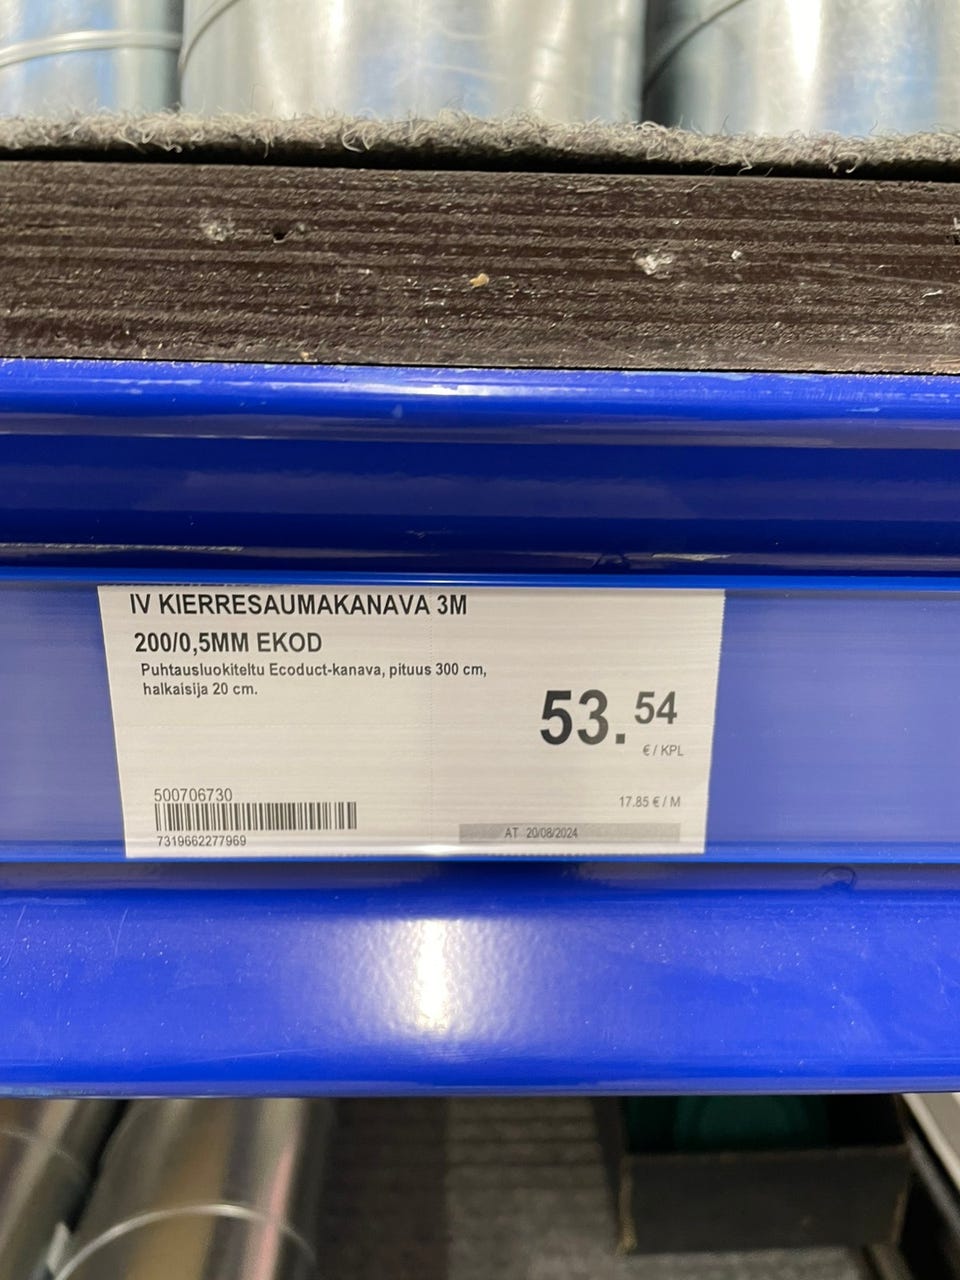 IV KIERRESAUMAKANAVA 3M
200/0,5MM EKOD
Puhtausluokiteltu Ecoduct-kanava, pituus 300 cm,
halkaisija 20 cm.
53.54
€ / KPL
500706730
17.85 € / M
7319662277969
AT 20/08/2024